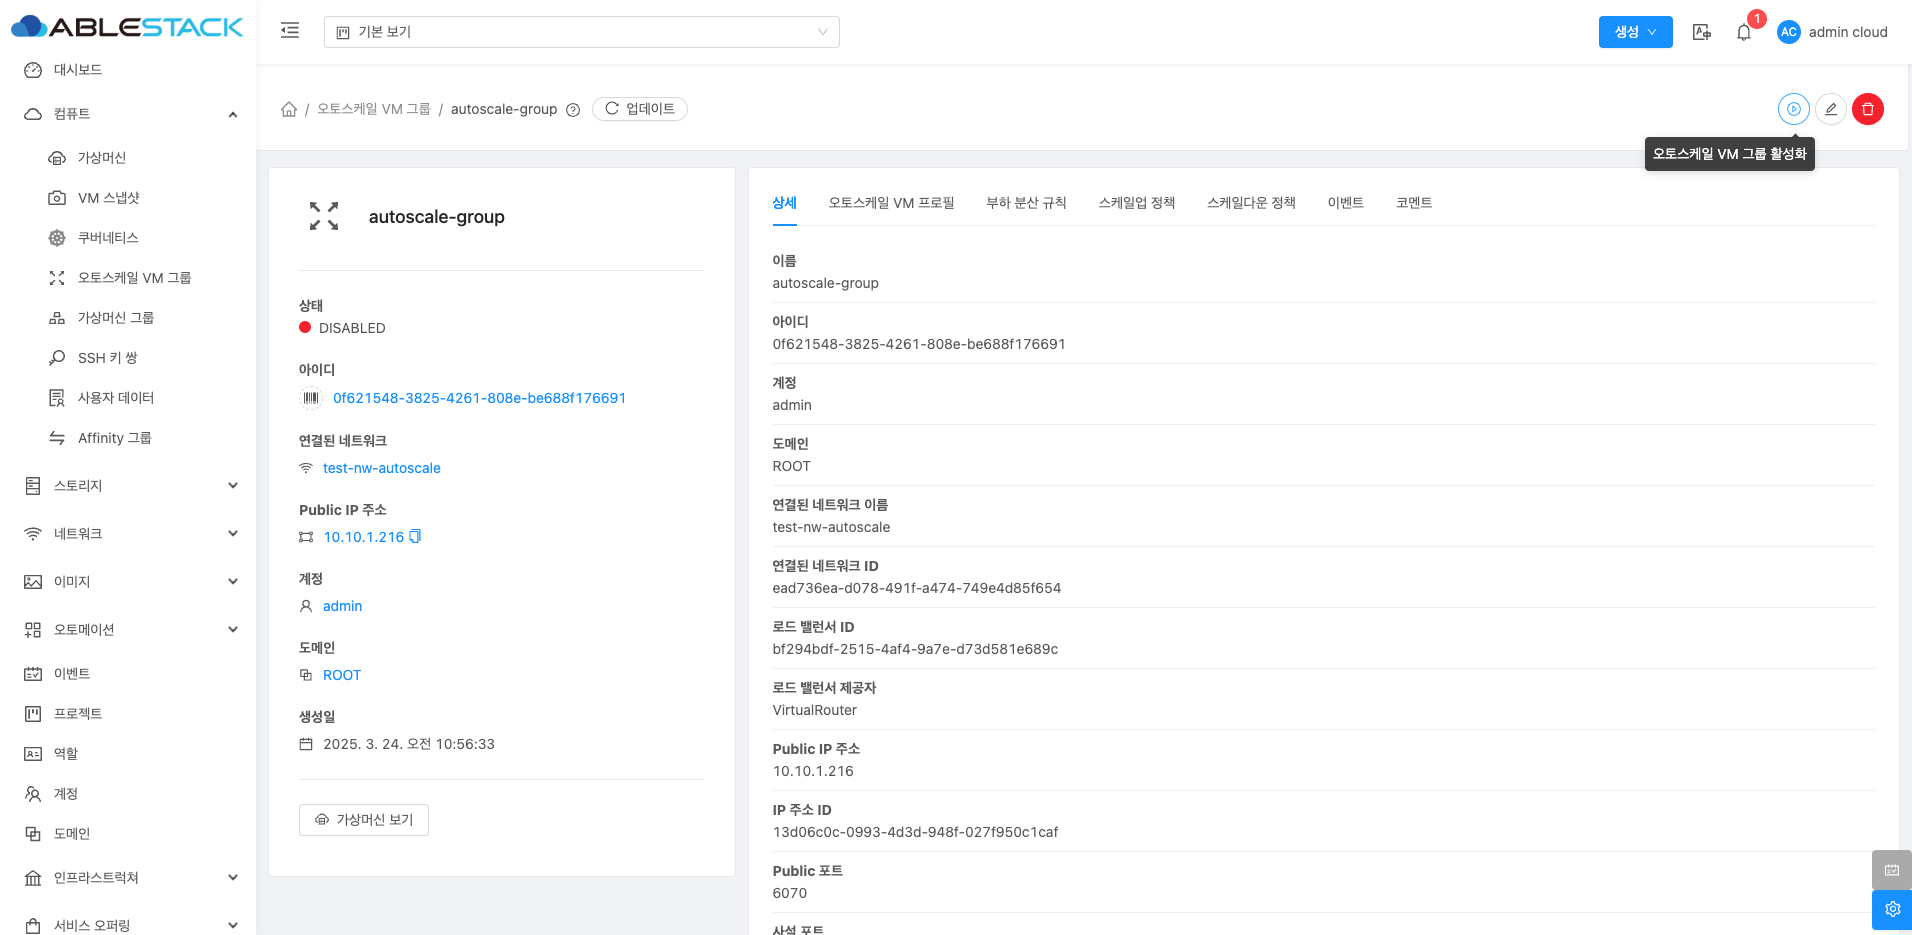 ABLESTACK
기본 보기
생성
1
AC
admin cloud
대시보드
컴퓨트
가상머신
VM 스냅샷
쿠버네티스
오토스케일 VM 그룹
가상머신 그룹
SSH 키 쌍
사용자 데이터
Affinity 그룹
스토리지
네트워크
이미지
오토메이션
이벤트
프로젝트
역할
계정
도메인
인프라스트럭쳐
서비스 오퍼링
/ 오토스케일 VM 그룹 / autoscale-group
업데이트
오토스케일 VM 그룹 활성화
autoscale-group
상태
DISABLED
아이디
0f621548-3825-4261-808e-be688f176691
연결된 네트워크
test-nw-autoscale
Public IP 주소
10.10.1.216
계정
admin
도메인
ROOT
생성일
2025. 3. 24. 오전 10:56:33
가상머신 보기
상세 오토스케일 VM 프로필 부하 분산 규칙 스케일업 정책 스케일다운 정책 이벤트 코멘트
이름
autoscale-group
아이디
0f621548-3825-4261-808e-be688f176691
계정
admin
도메인
ROOT
연결된 네트워크 이름
test-nw-autoscale
연결된 네트워크 ID
ead736ea-d078-491f-a474-749e4d85f654
로드 밸런서 ID
bf294bdf-2515-4af4-9a7e-d73d581e689c
로드 밸런서 제공자
VirtualRouter
Public IP 주소
10.10.1.216
IP 주소 ID
13d06c0c-0993-4d3d-948f-027f950c1caf
Public 포트
6070
사설 포트